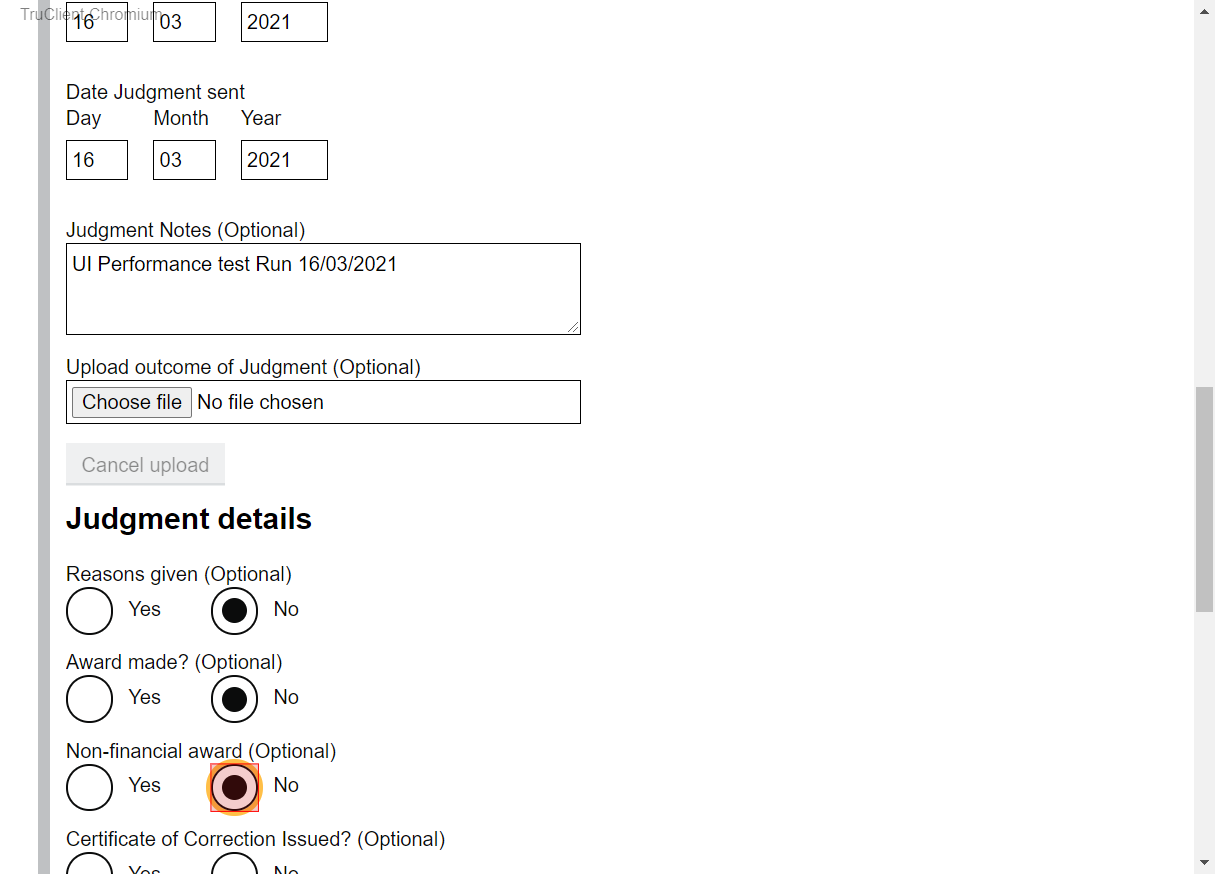 TruClient Chromium
16 03 2021
Date Judgment sent
Day Month Year
16 03 2021
Judgment Notes (Optional)
UI Performance test Run 16/03/2021
Upload outcome of Judgment (Optional)
Choose file No file chosen
Cancel upload
Judgment details
Reasons given (Optional)
Yes No
Award made? (Optional)
Yes No
Non-financial award (Optional)
Yes No
Certificate of Correction Issued? (Optional)
Yes No